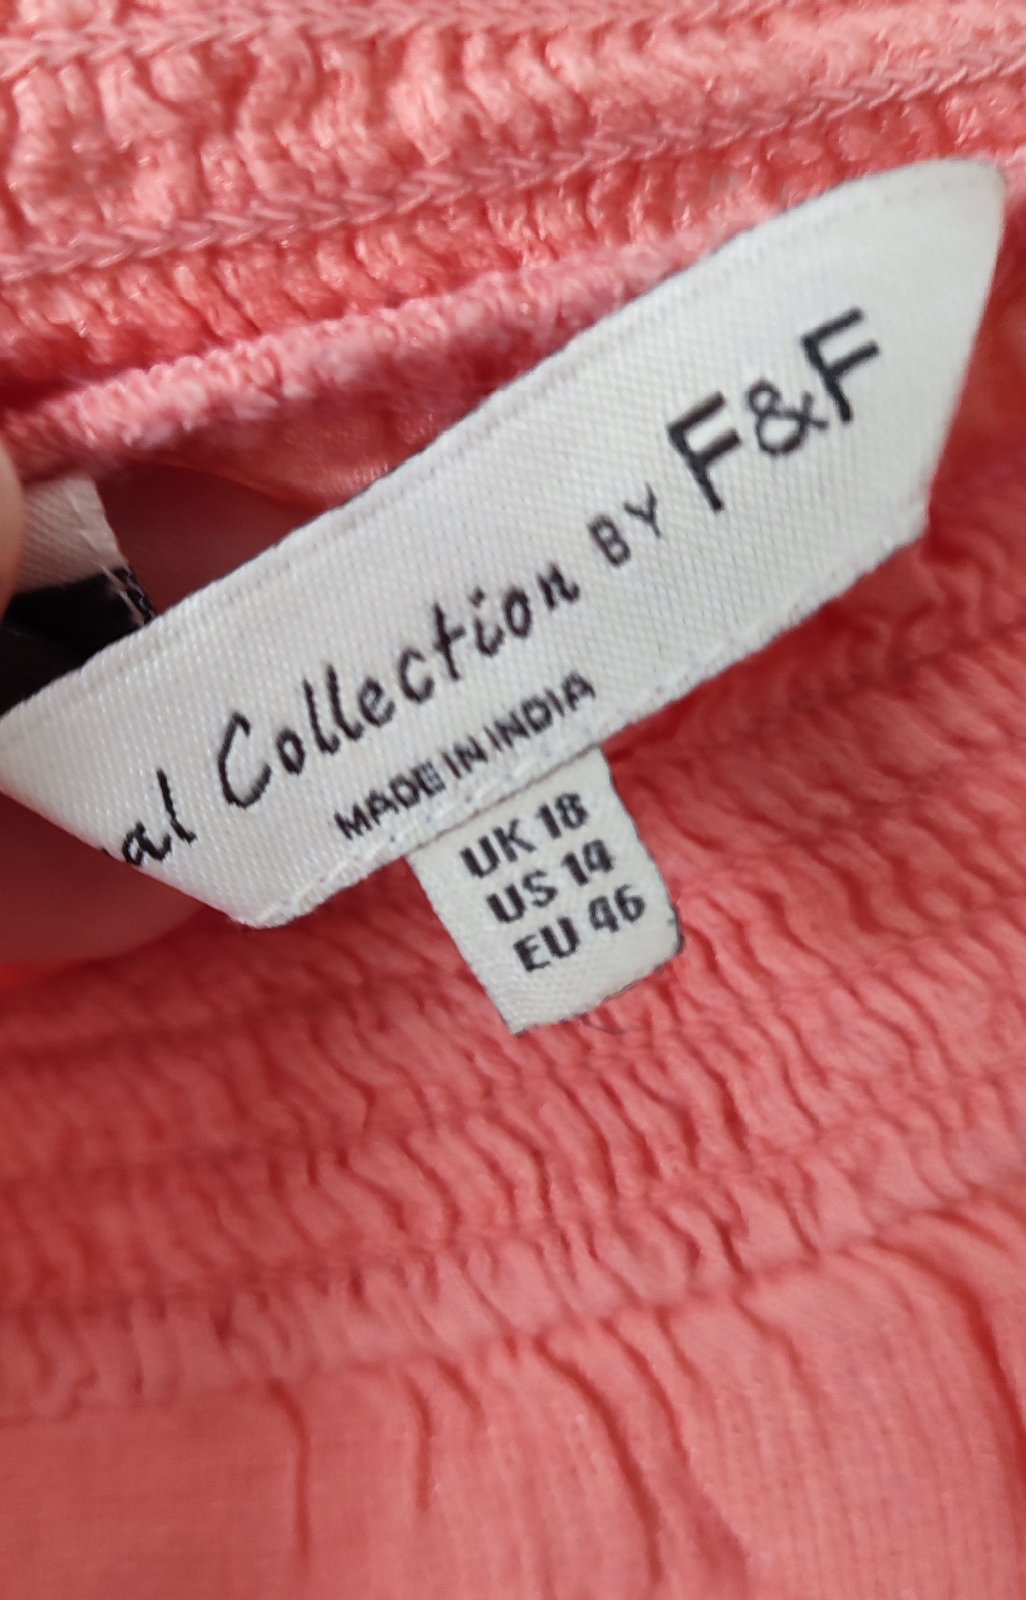 al Collection BY F&F
MADE IN INDIA
UK 18
US 14
EU 46